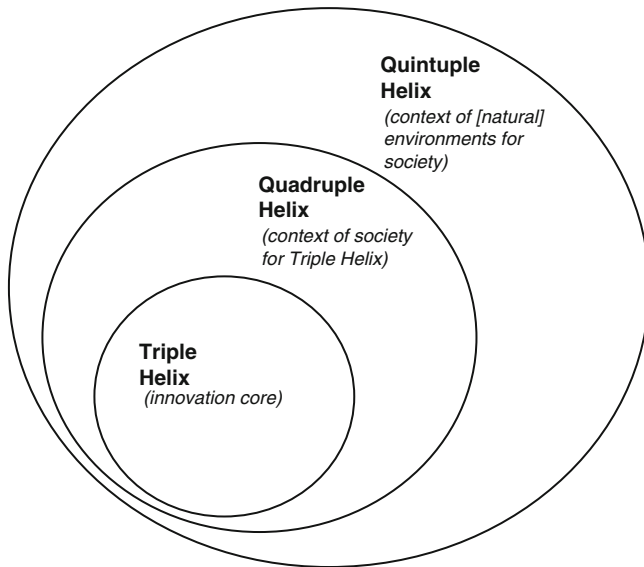 Quintuple
Helix
(context of [natural]
environments for
society)
Quadruple
Helix
(context of society
for Triple Helix)
Triple
Helix
(innovation core)